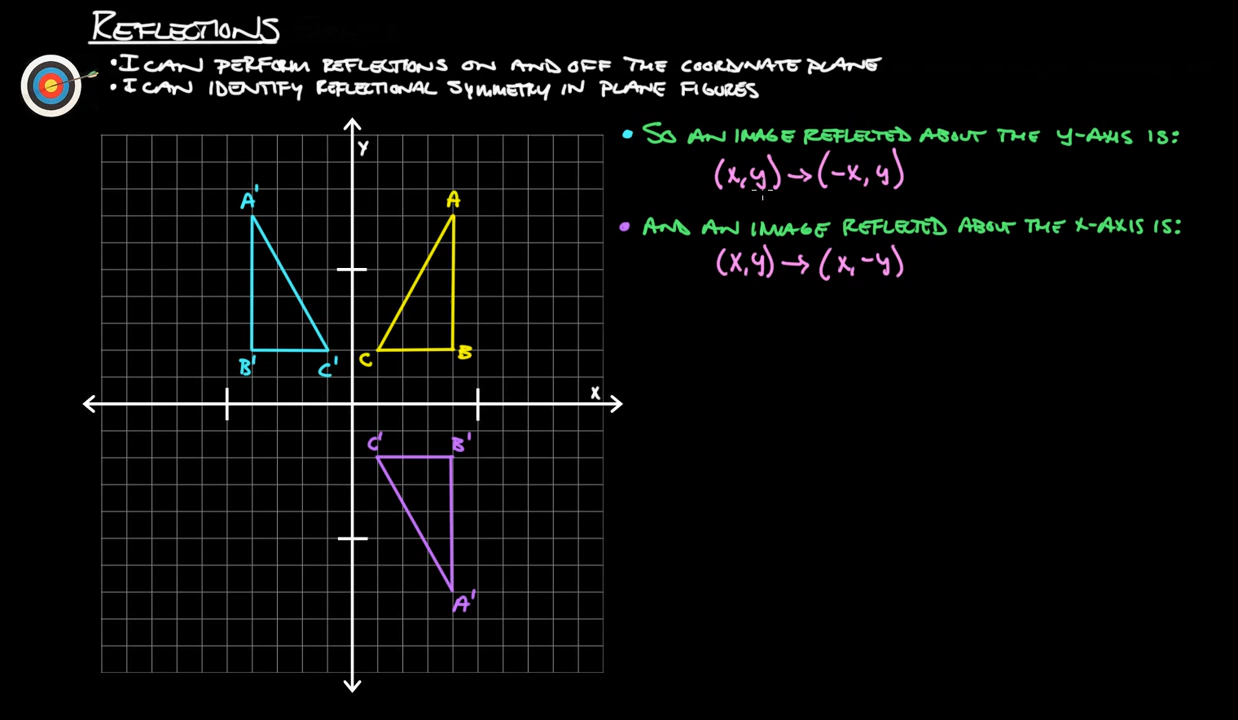 REFLECTIONS
• I CAN PERFORM REFLECTIONS ON AND OFF THE COORDINATE PLANE
• I CAN IDENTIFY REFLECTIONAL SYMMETRY IN PLANE FIGURES
• SO AN IMAGE REFLECTED ABOUT THE Y-AXIS IS:
(x,y) → (-x, y)
• AND AN IMAGE REFLECTED ABOUT THE X-AXIS IS:
(x,y) → (x,-y)
Y
A'
A
B'
C'
C
B
X
C'
B'
A'